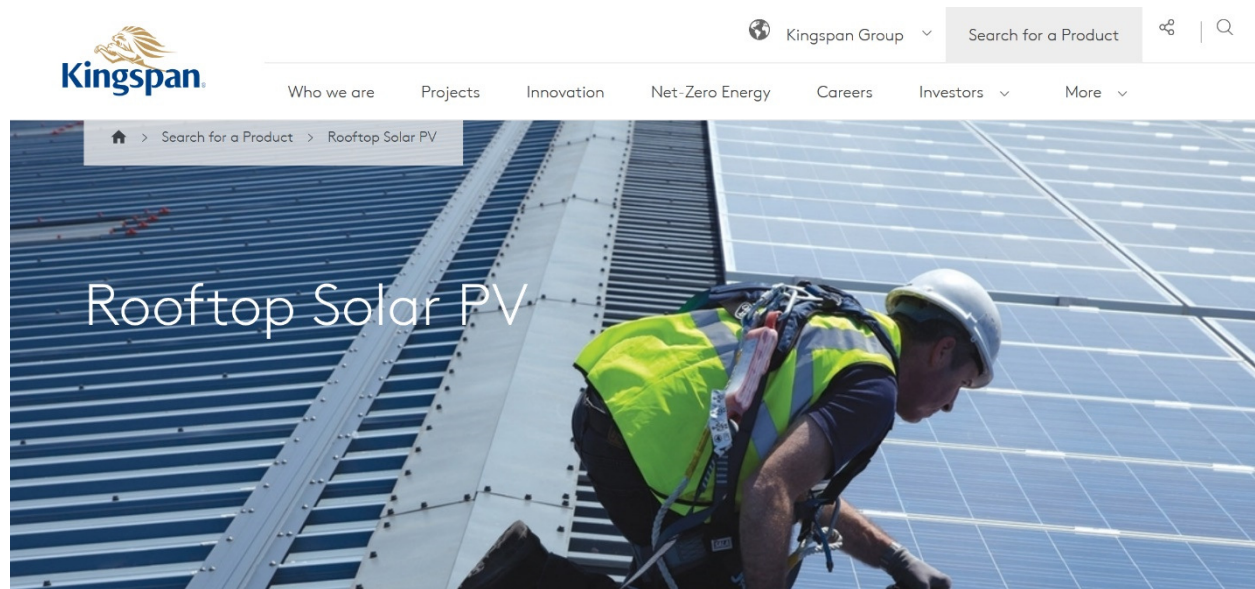 Kingspan Group
Search for a Product
Kingspan
Who we are
Projects
Innovation
Net-Zero Energy
Careers
Investors
More
Search for a Product
Rooftop Solar PV
Rooftop Solar PV